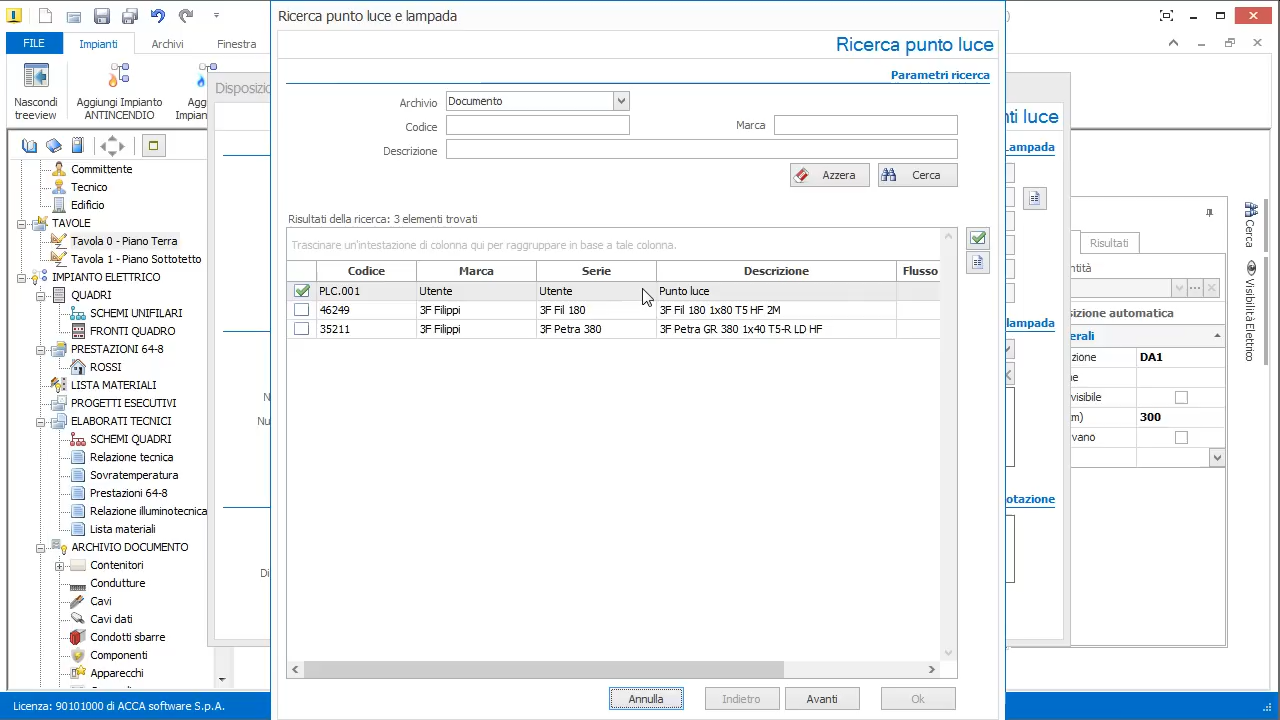 Ricerca punto luce e lampada
FILE
Impianti
Archivi
Finestra
Nascondi
treeview
Aggiungi Impianto
ANTINCENDIO
Disposizio
Ricerca punto luce
Parametri ricerca
Archivio
Documento
Codice
Marca
Descrizione
Azzera
Cerca
Risultati della ricerca: 3 elementi trovati
Trascinare un'intestazione di colonna qui per raggruppare in base a tale colonna.
Codice
Marca
Serie
Descrizione
Flusso
PLC.001
Utente
Utente
Punto luce
46249
3F Filippi
3F Fil 180
3F Fil 180 1x80 T5 HF 2M
35211
3F Filippi
3F Petra 380
3F Petra GR 380 1x40 T5-R LD HF
Annulla
Indietro
Avanti
Ok
Committente
Tecnico
Edificio
TAVOLE
Tavola 0 - Piano Terra
Tavola 1 - Piano Sottotetto
IMPIANTO ELETTRICO
QUADRI
SCHEMI UNIFILARI
FRONTI QUADRO
PRESTAZIONI 64-8
ROSSI
LISTA MATERIALI
PROGETTI ESECUTIVI
ELABORATI TECNICI
SCHEMI QUADRI
Relazione tecnica
Sovratemperatura
Prestazioni 64-8
Relazione illuminotecnica
Lista materiali
ARCHIVIO DOCUMENTO
Contenitori
Condutture
Cavi
Cavi dati
Condotti sbarre
Componenti
Apparecchi
nti luce
Lampada
lampada
otazione
Risultati
ntità
sizione automatica
erali
zione
DA1
ne
visibile
m)
300
vano
Cerca
Visibilità Elettrico
Licenza: 90101000 di ACCA software S.p.A.